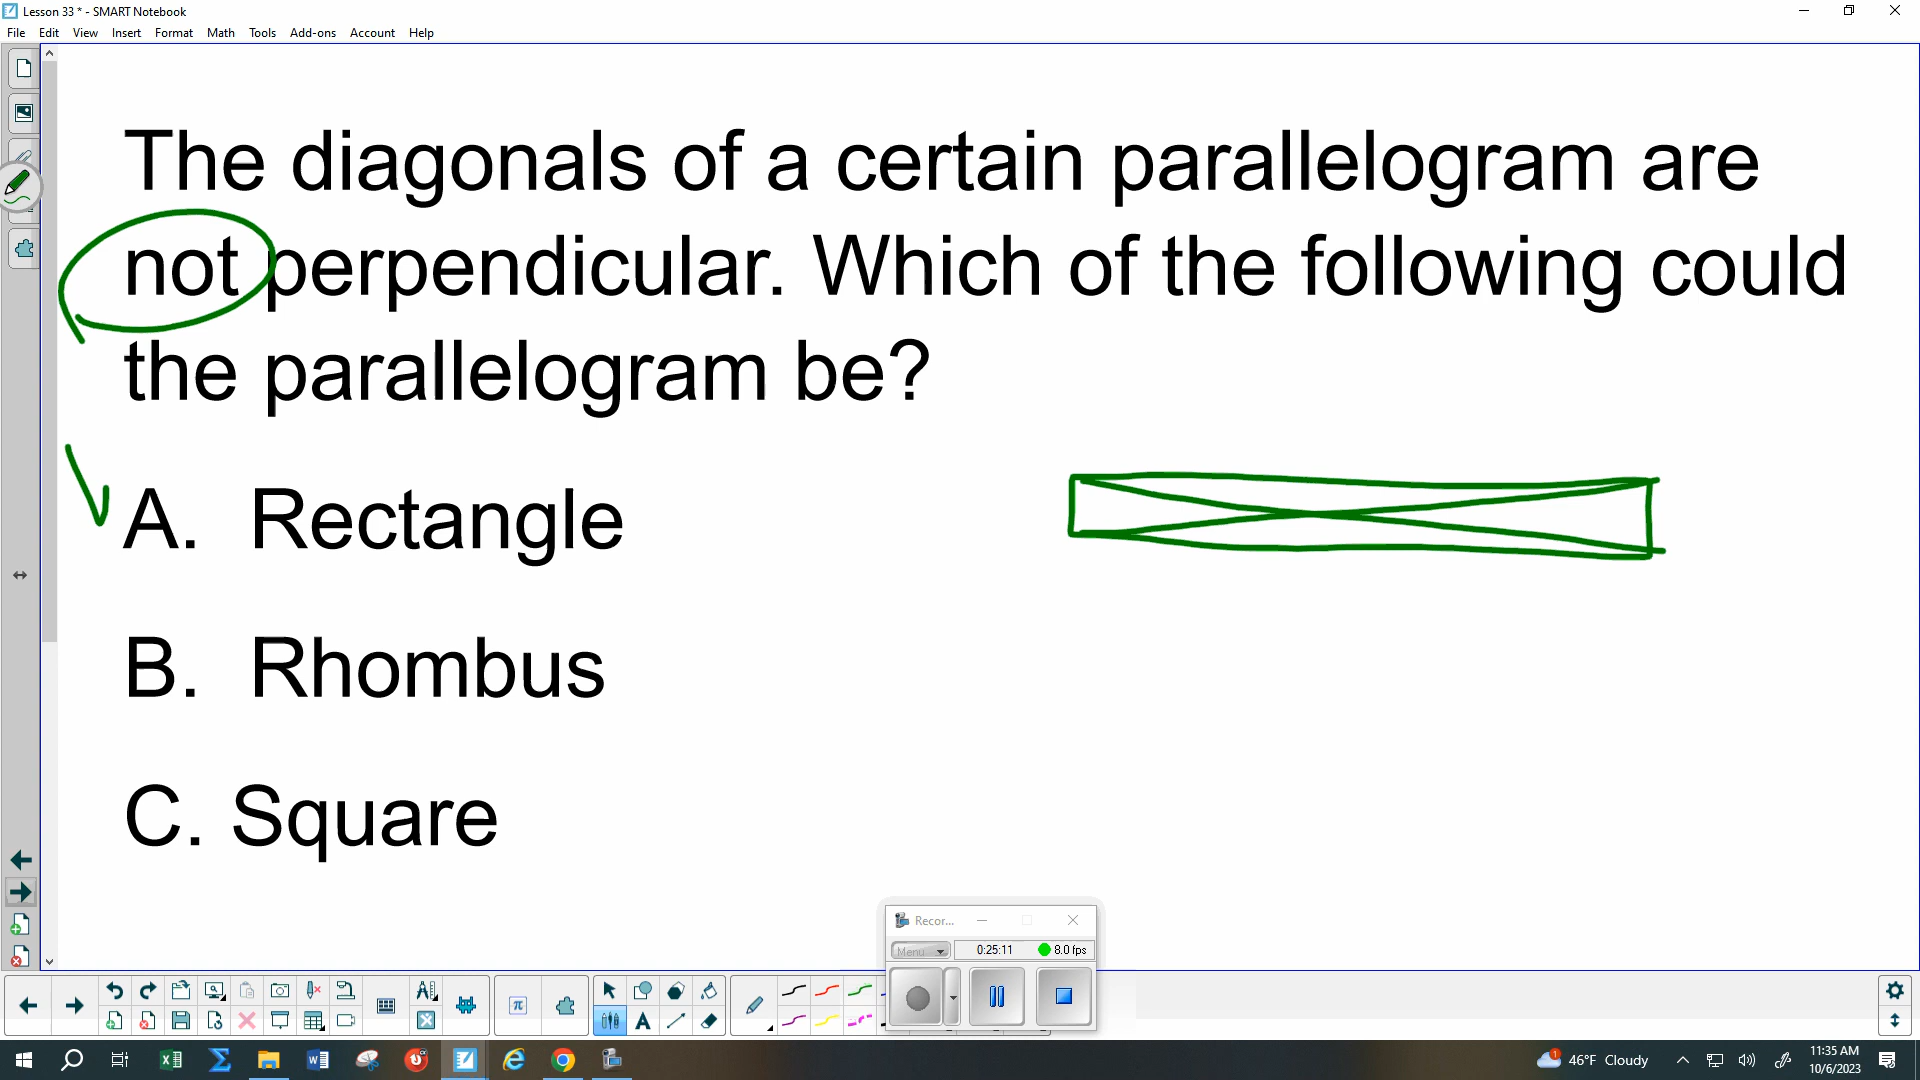 Lesson 33 * - SMART Notebook
File Edit View Insert Format Math Tools Add-ons Account Help
The diagonals of a certain parallelogram are
not perpendicular. Which of the following could
the parallelogram be?
A. Rectangle
B. Rhombus
C. Square
Recor...
Menu 0:25:11 8.0 fps
46°F Cloudy
11:35 AM
10/6/2023